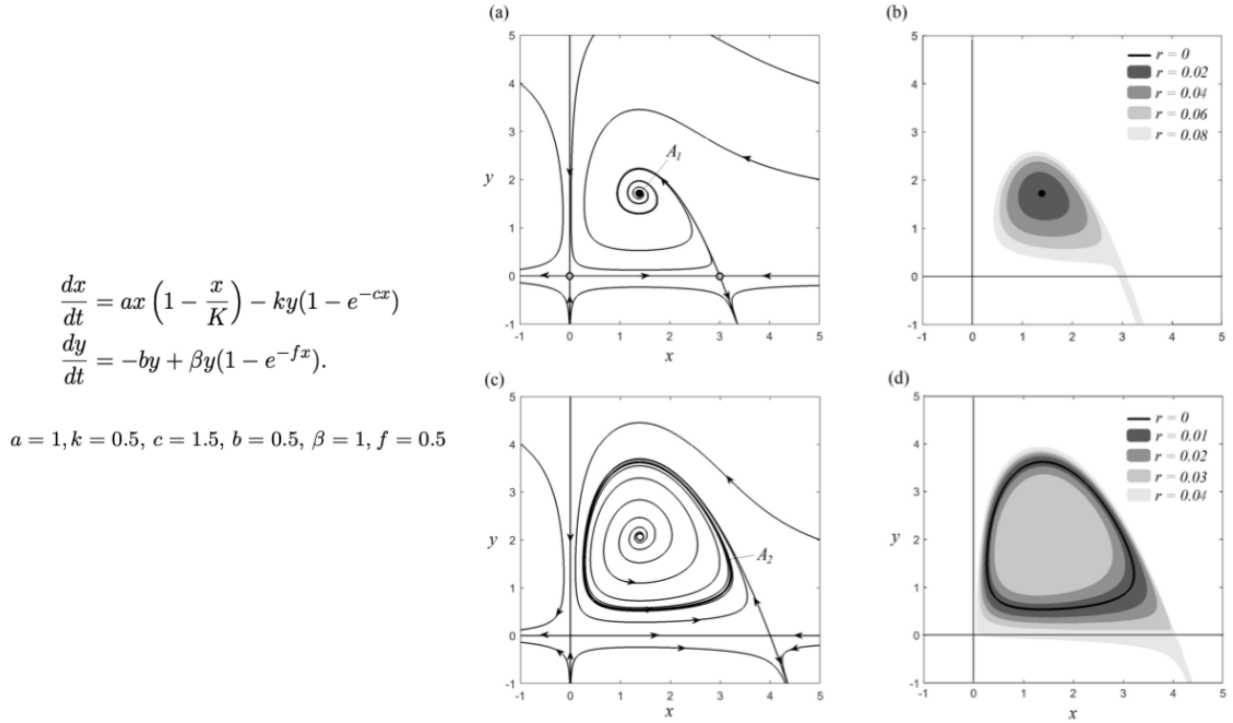 dx/dt = ax (1 − x/K) − ky(1 − e^{−cx})
dy/dt = −by + βy(1 − e^{−fx}).
a = 1, k = 0.5, c = 1.5, b = 0.5, β = 1, f = 0.5
(a)
5
4
3
2
1
0
-1
y
A₁
-1 0 1 2 3 4 5
x
(b)
r = 0
r = 0.02
r = 0.04
r = 0.06
r = 0.08
5
4
3
2
1
0
-1
-1 0 1 2 3 4 5
(c)
5
4
3
2
1
0
-1
y
A₂
-1 0 1 2 3 4 5
x
(d)
r = 0
r = 0.01
r = 0.02
r = 0.03
r = 0.04
5
4
3
2
1
0
-1
y
-1 0 1 2 3 4 5
x